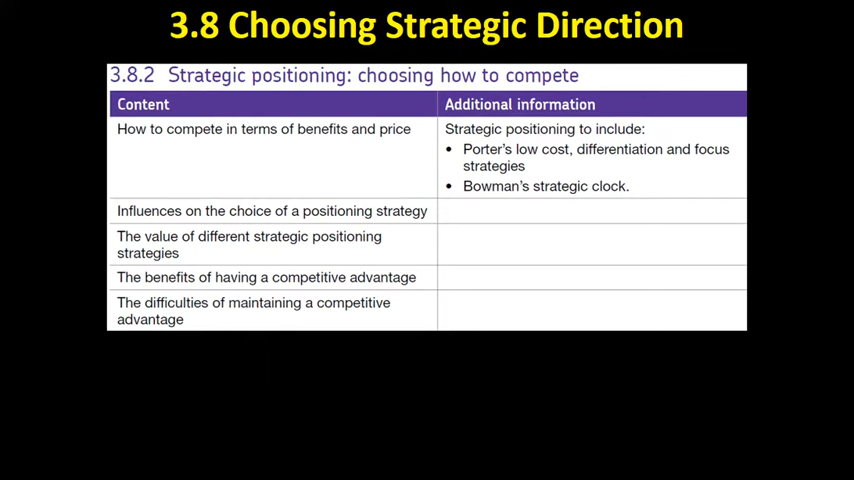 3.8 Choosing Strategic Direction
3.8.2 Strategic positioning: choosing how to compete
Content
Additional information
How to compete in terms of benefits and price
Strategic positioning to include:
• Porter's low cost, differentiation and focus
strategies
• Bowman's strategic clock.
Influences on the choice of a positioning strategy
The value of different strategic positioning
strategies
The benefits of having a competitive advantage
The difficulties of maintaining a competitive
advantage